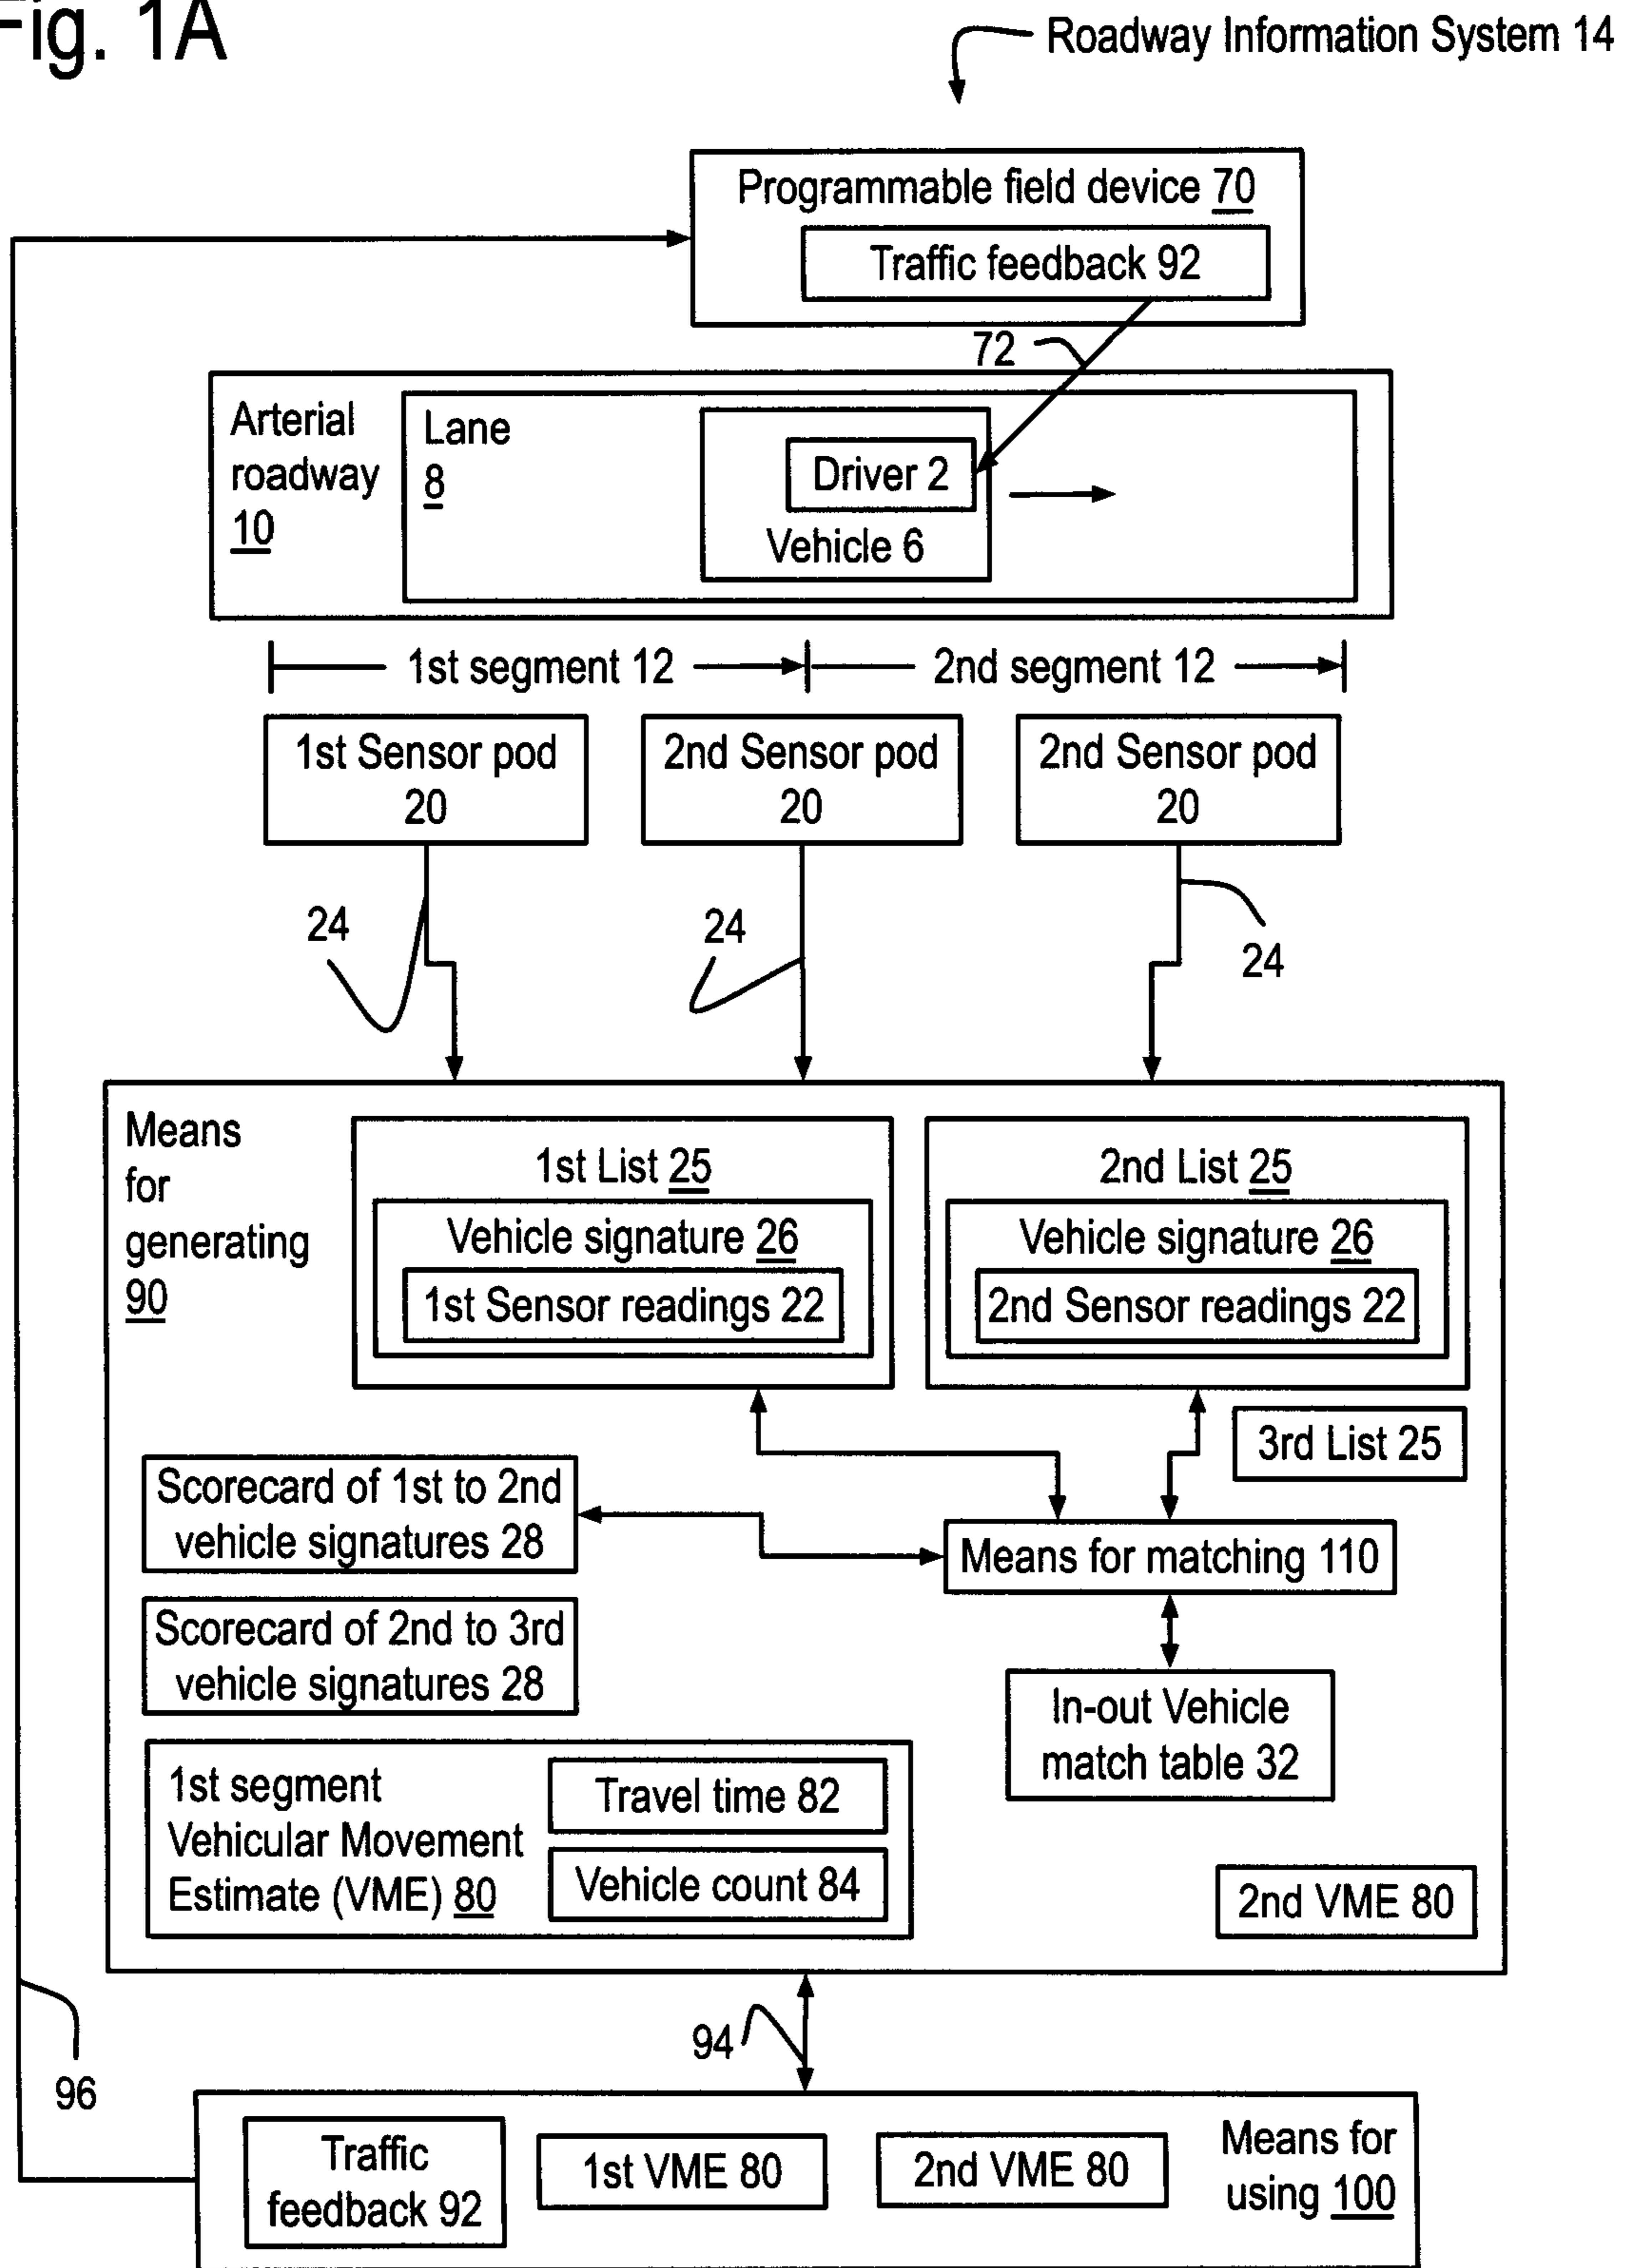 Fig. 1A
Roadway Information System 14
Programmable field device 70
Traffic feedback 92
72
Arterial
roadway
10
Lane
8
Driver 2
Vehicle 6
1st segment 12
2nd segment 12
1st Sensor pod
20
2nd Sensor pod
20
2nd Sensor pod
20
24
24
24
Means
for
generating
90
1st List 25
Vehicle signature 26
1st Sensor readings 22
2nd List 25
Vehicle signature 26
2nd Sensor readings 22
3rd List 25
Scorecard of 1st to 2nd
vehicle signatures 28
Means for matching 110
Scorecard of 2nd to 3rd
vehicle signatures 28
In-out Vehicle
match table 32
1st segment
Vehicular Movement
Estimate (VME) 80
Travel time 82
Vehicle count 84
2nd VME 80
94
96
Traffic
feedback 92
1st VME 80
2nd VME 80
Means for
using 100